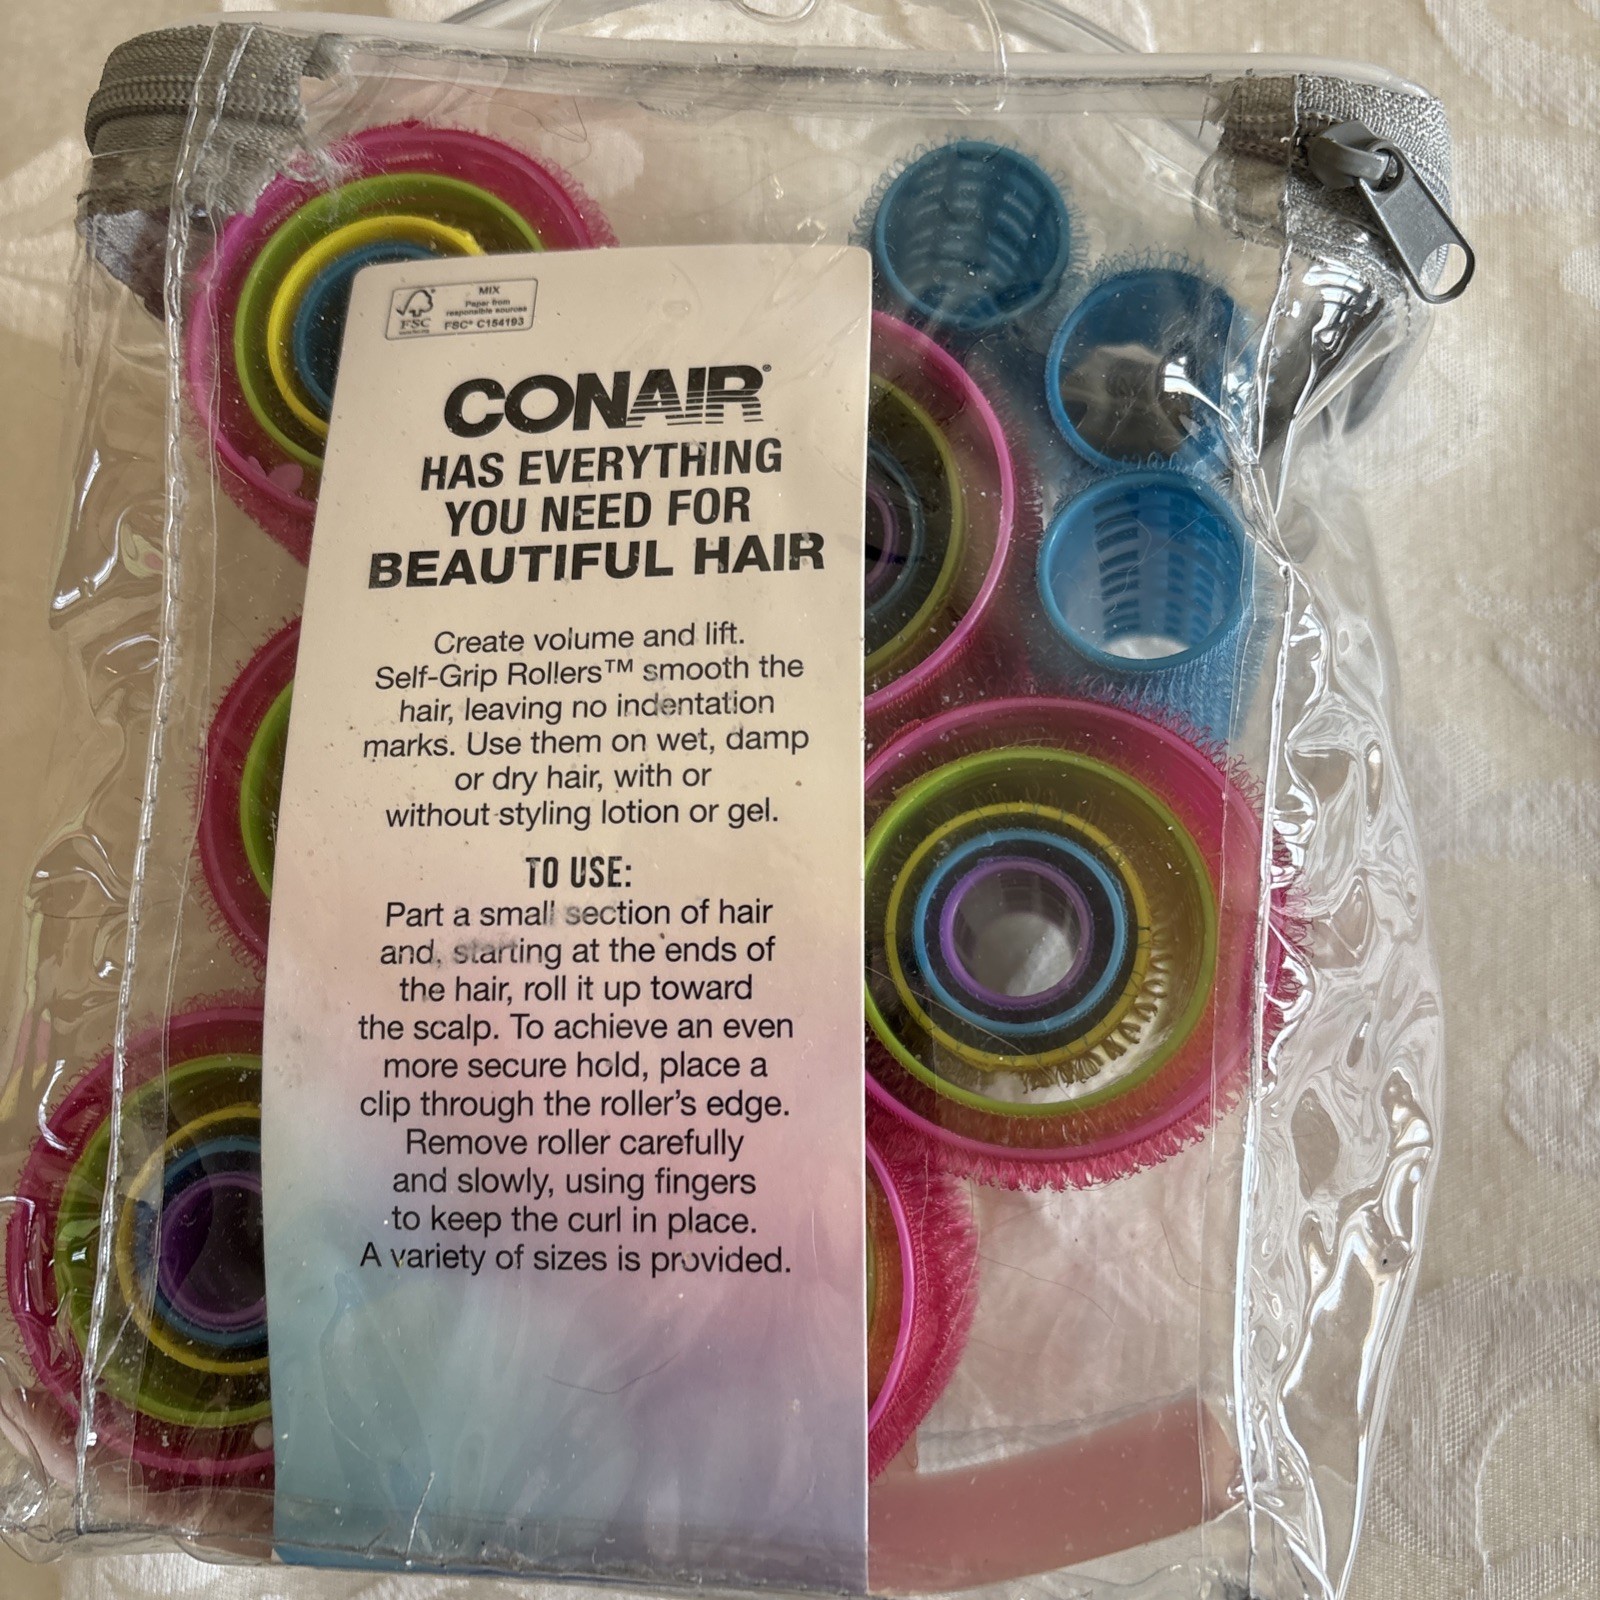 MIX
Paper from
responsible sources
FSC® C154193
FSC
CONAIR®
HAS EVERYTHING
YOU NEED FOR
BEAUTIFUL HAIR
Create volume and lift.
Self-Grip Rollers™ smooth the
hair, leaving no indentation
marks. Use them on wet, damp
or dry hair, with or
without styling lotion or gel.
TO USE:
Part a small section of hair
and, starting at the ends of
the hair, roll it up toward
the scalp. To achieve an even
more secure hold, place a
clip through the roller's edge.
Remove roller carefully
and slowly, using fingers
to keep the curl in place.
A variety of sizes is provided.